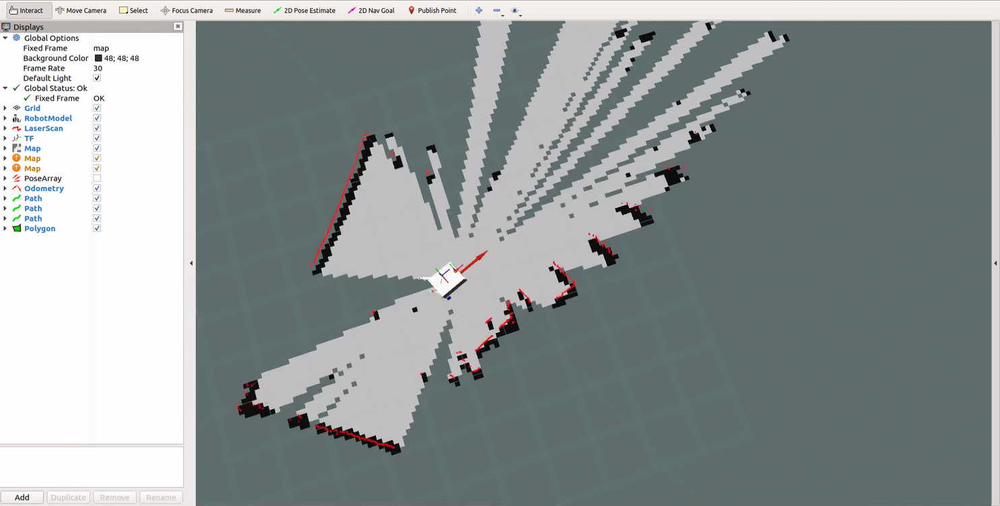 Interact Move Camera Select Focus Camera Measure 2D Pose Estimate 2D Nav Goal Publish Point
Displays
Global Options
Fixed Frame map
Background Color 48; 48; 48
Frame Rate 30
Default Light
Global Status: Ok
Fixed Frame OK
Grid
RobotModel
LaserScan
TF
Map
Map
Map
PoseArray
Odometry
Path
Path
Path
Polygon
Add Duplicate Remove Rename